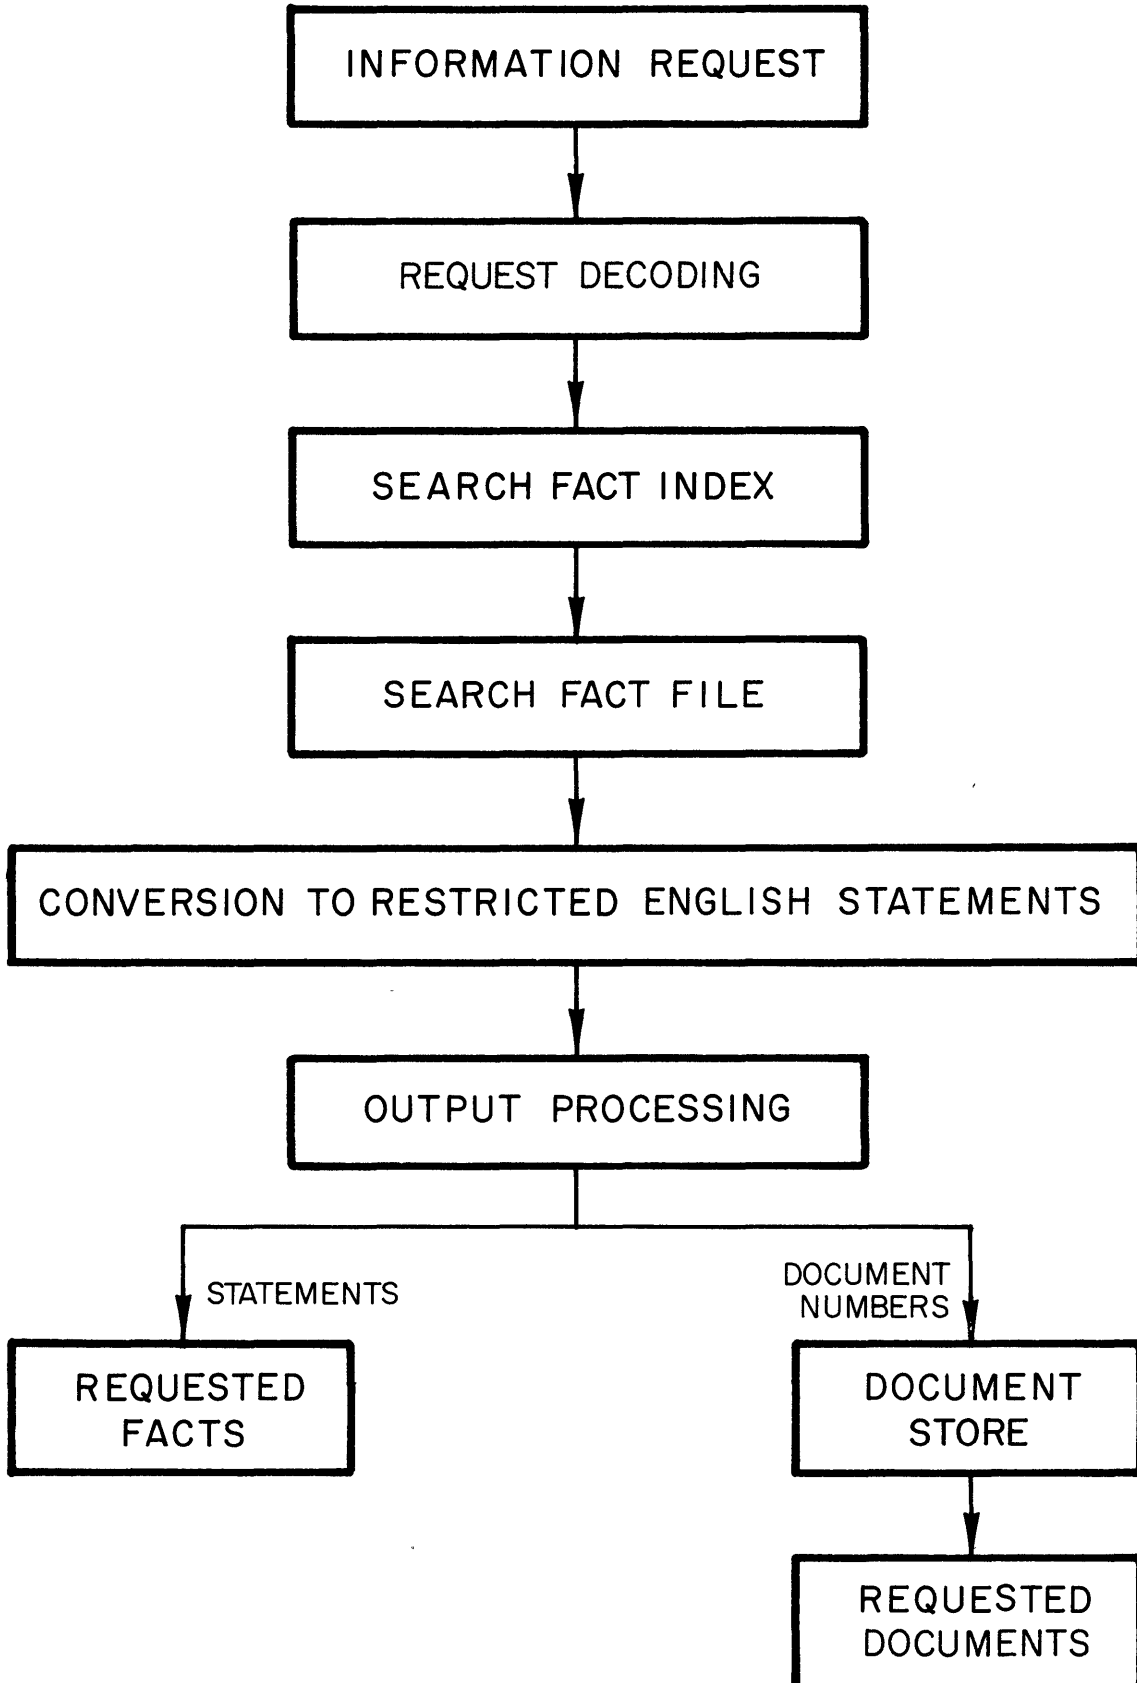 INFORMATION REQUEST
REQUEST DECODING
SEARCH FACT INDEX
SEARCH FACT FILE
CONVERSION TO RESTRICTED ENGLISH STATEMENTS
OUTPUT PROCESSING
STATEMENTS
DOCUMENT
NUMBERS
REQUESTED
FACTS
DOCUMENT
STORE
REQUESTED
DOCUMENTS